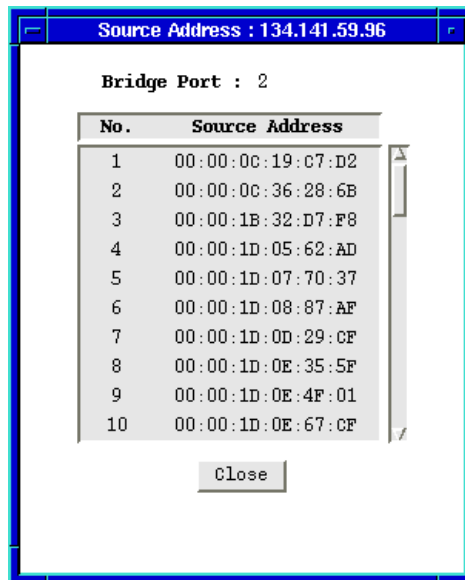 Source Address : 134.141.59.96
Bridge Port : 2
No. Source Address
1 00:00:0C:19:C7:D2
2 00:00:0C:36:28:6B
3 00:00:1B:32:D7:F8
4 00:00:1D:05:62:AD
5 00:00:1D:07:70:37
6 00:00:1D:08:87:AF
7 00:00:1D:0D:29:CF
8 00:00:1D:0E:35:5F
9 00:00:1D:0E:4F:01
10 00:00:1D:0E:67:CF
Close